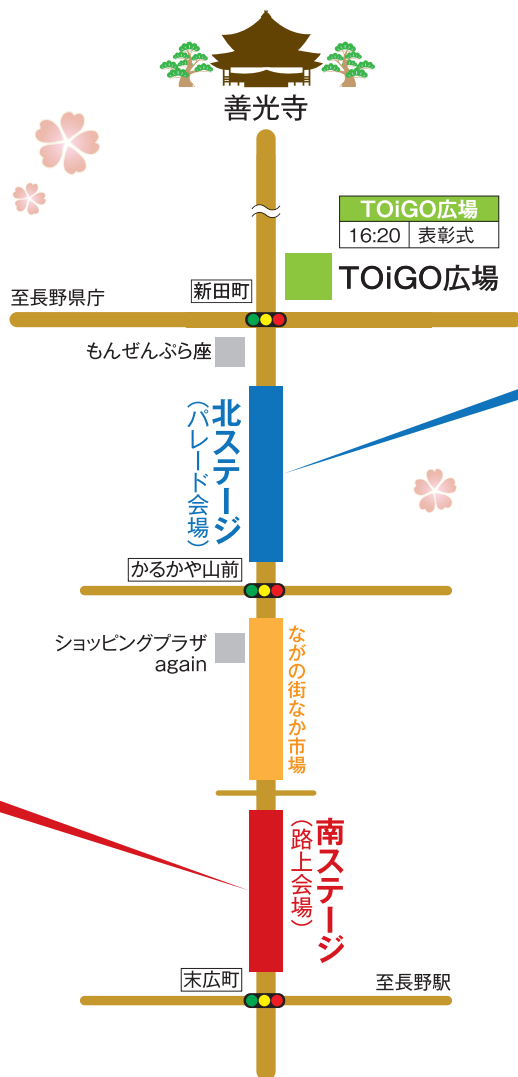 善光寺
TOiGO広場
16:20 表彰式
TOiGO広場
至長野県庁
新田町
もんぜんぷら座
北ステージ
（パレード会場）
かるかや山前
ショッピングプラザ
again
ながの街なか市場
南ステージ
（路上会場）
末広町
至長野駅